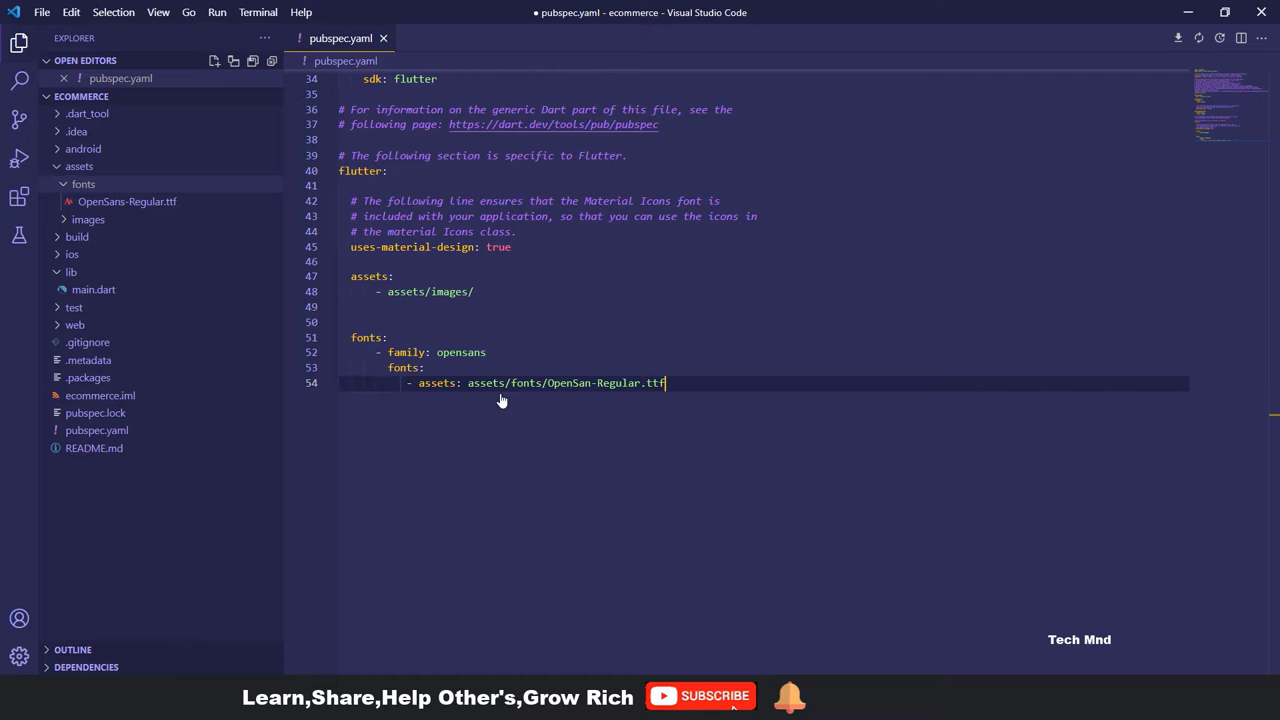 File Edit Selection View Go Run Terminal Help
● pubspec.yaml - ecommerce - Visual Studio Code
EXPLORER
OPEN EDITORS
! pubspec.yaml
ECOMMERCE
.dart_tool
.idea
android
assets
fonts
OpenSans-Regular.ttf
images
build
ios
lib
main.dart
test
web
.gitignore
.metadata
.packages
ecommerce.iml
pubspec.lock
! pubspec.yaml
README.md
OUTLINE
DEPENDENCIES
! pubspec.yaml
! pubspec.yaml
34 sdk: flutter
35
36 # For information on the generic Dart part of this file, see the
37 # following page: https://dart.dev/tools/pub/pubspec
38
39 # The following section is specific to Flutter.
40 flutter:
41
42 # The following line ensures that the Material Icons font is
43 # included with your application, so that you can use the icons in
44 # the material Icons class.
45 uses-material-design: true
46
47 assets:
48 - assets/images/
49
50
51 fonts:
52 - family: opensans
53 fonts:
54 - assets: assets/fonts/OpenSan-Regular.ttf
Tech Mnd
Learn,Share,Help Other's,Grow Rich
SUBSCRIBE